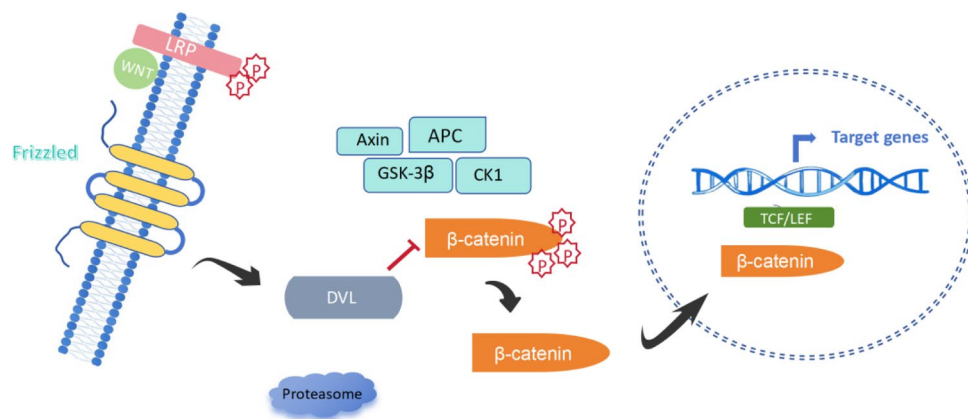 LRP
WNT
P
P
Frizzled
Axin
APC
GSK-3β
CK1
β-catenin
P
P
P
DVL
β-catenin
Proteasome
Target genes
TCF/LEF
β-catenin